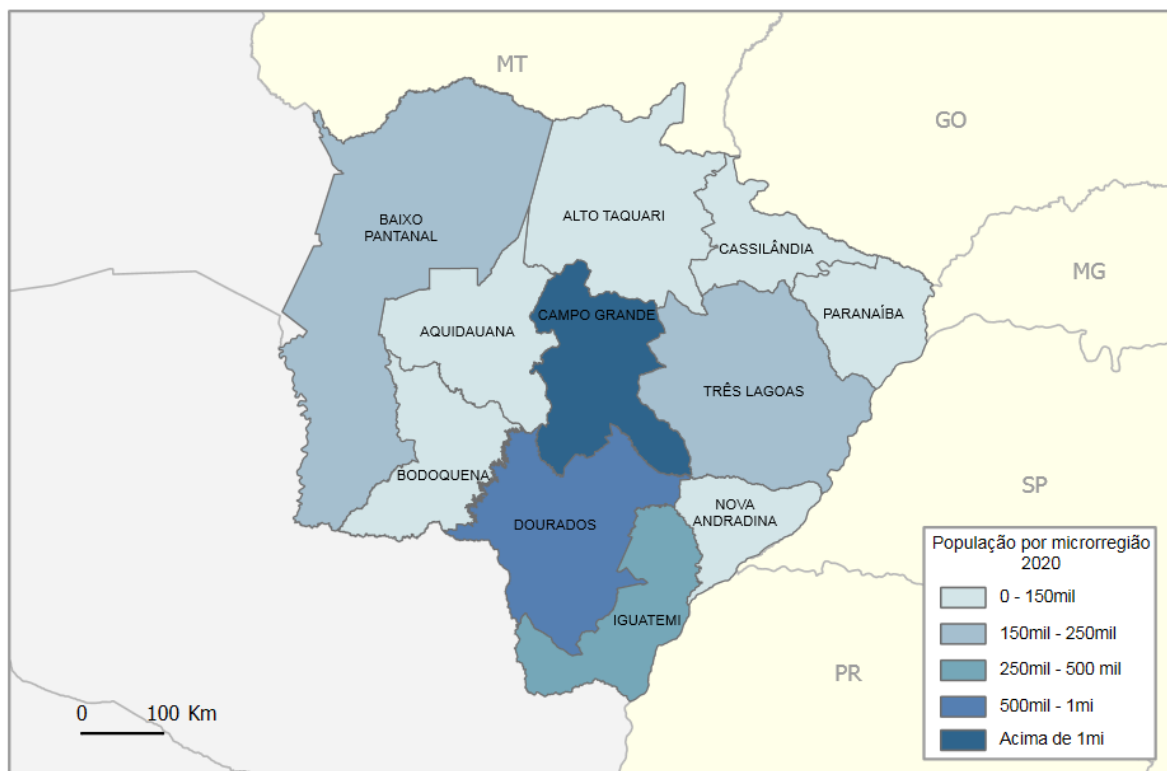 MT
GO
BAIXO
PANTANAL
ALTO TAQUARI
CASSILÂNDIA
MG
CAMPO GRANDE
PARANAÍBA
AQUIDAUANA
TRÊS LAGOAS
BODOQUENA
SP
NOVA
ANDRADINA
DOURADOS
IGUATEMI
PR
População por microrregião
2020
0 - 150mil
150mil - 250mil
250mil - 500 mil
500mil - 1mi
Acima de 1mi
0 100 Km